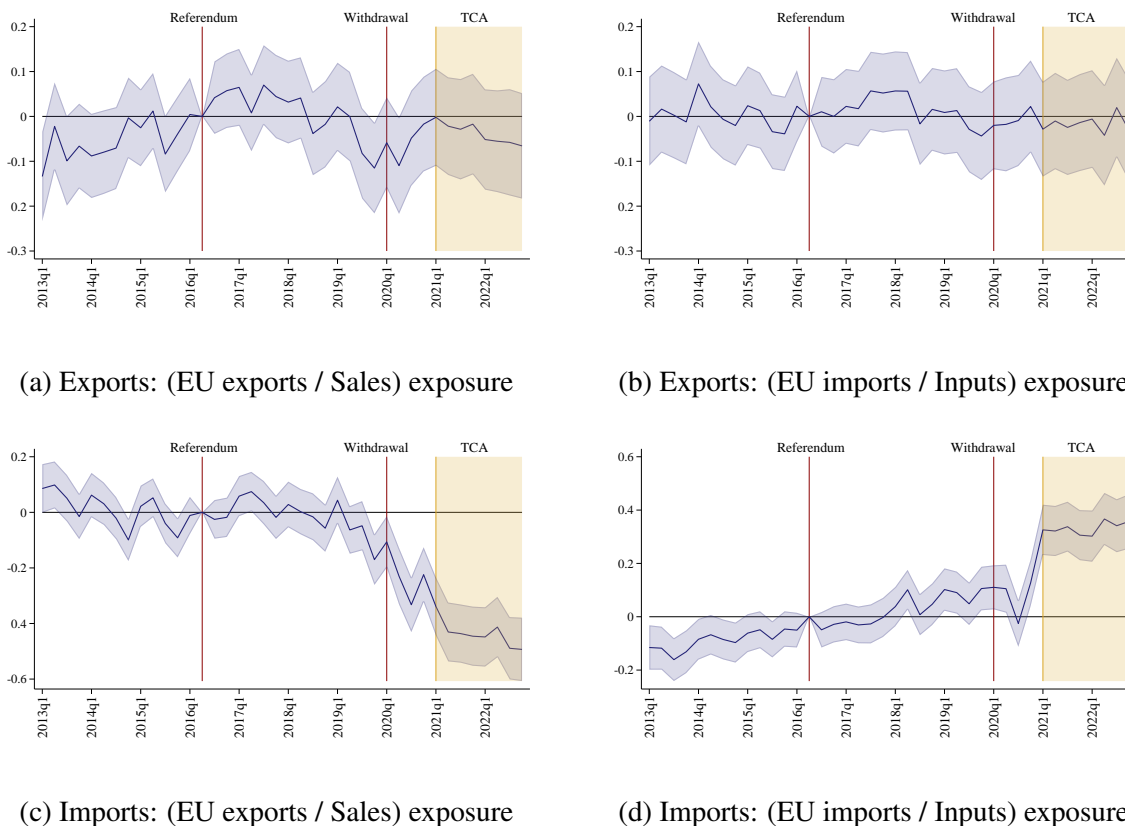 Referendum Withdrawal TCA
0.2
0.1
0
-0.1
0.2
-0.3
2013q1 2014q1 2015q1 2016q1 2017q1 2018q1 2019q1 2020q1 2021q1 2022q1
(a) Exports: (EU exports / Sales) exposure
Referendum Withdrawal TCA
0.2
0.1
0
-0.1
0.2
-0.3
2013q1 2014q1 2015q1 2016q1 2017q1 2018q1 2019q1 2020q1 2021q1 2022q1
(b) Exports: (EU imports / Inputs) exposure
Referendum Withdrawal TCA
0.2
0
0.2
0.4
-0.6
2013q1 2014q1 2015q1 2016q1 2017q1 2018q1 2019q1 2020q1 2021q1 2022q1
(c) Imports: (EU exports / Sales) exposure
Referendum Withdrawal TCA
0.6
0.4
0.2
0
-0.2
2013q1 2014q1 2015q1 2016q1 2017q1 2018q1 2019q1 2020q1 2021q1 2022q1
(d) Imports: (EU imports / Inputs) exposure